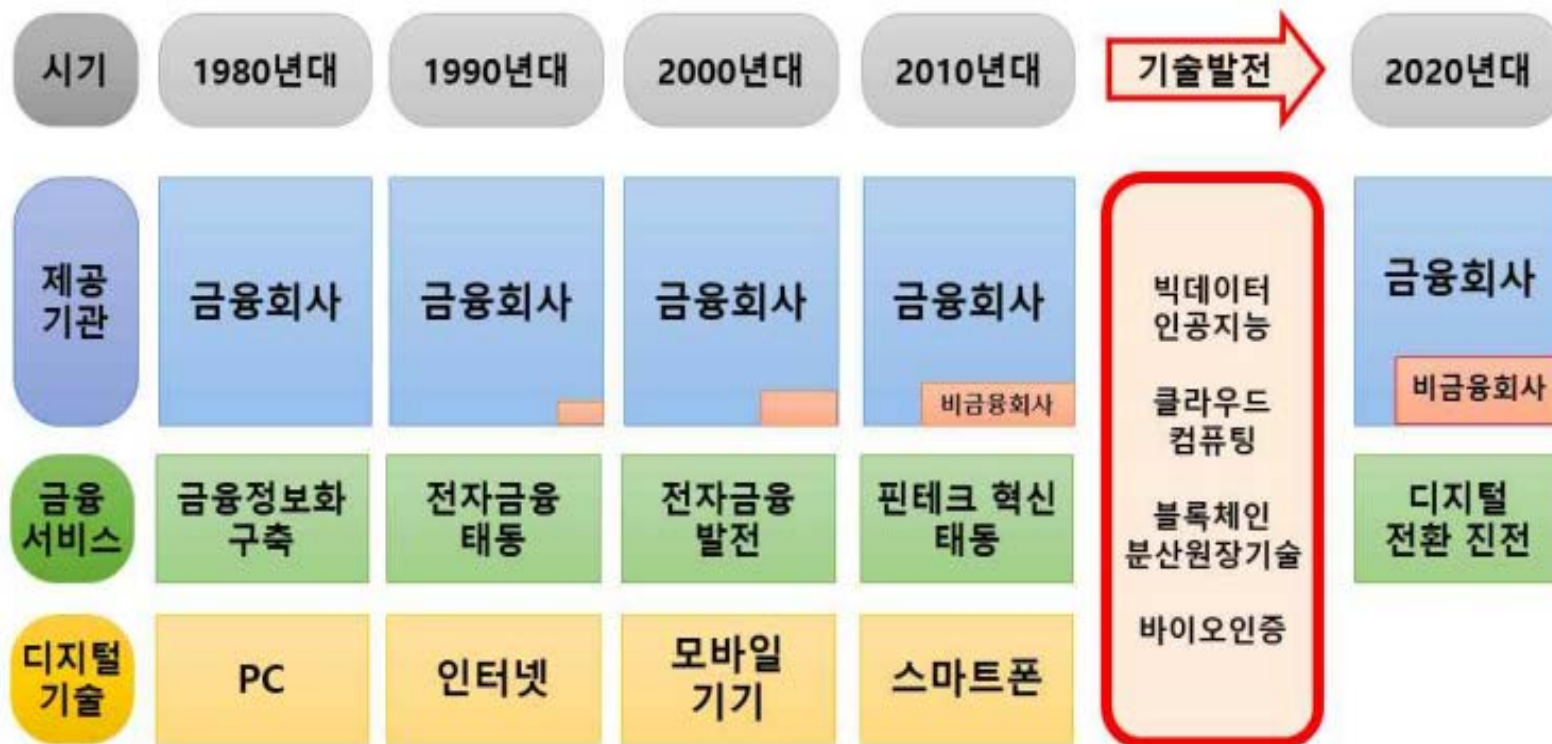 시기
1980년대
1990년대
2000년대
2010년대
기술발전
2020년대
제공
기관
금융회사
금융회사
금융회사
금융회사
비금융회사
빅데이터
인공지능
클라우드
컴퓨팅
블록체인
분산원장기술
바이오인증
금융회사
비금융회사
금융
서비스
금융정보화
구축
전자금융
태동
전자금융
발전
핀테크 혁신
태동
디지털
전환 진전
디지털
기술
PC
인터넷
모바일
기기
스마트폰